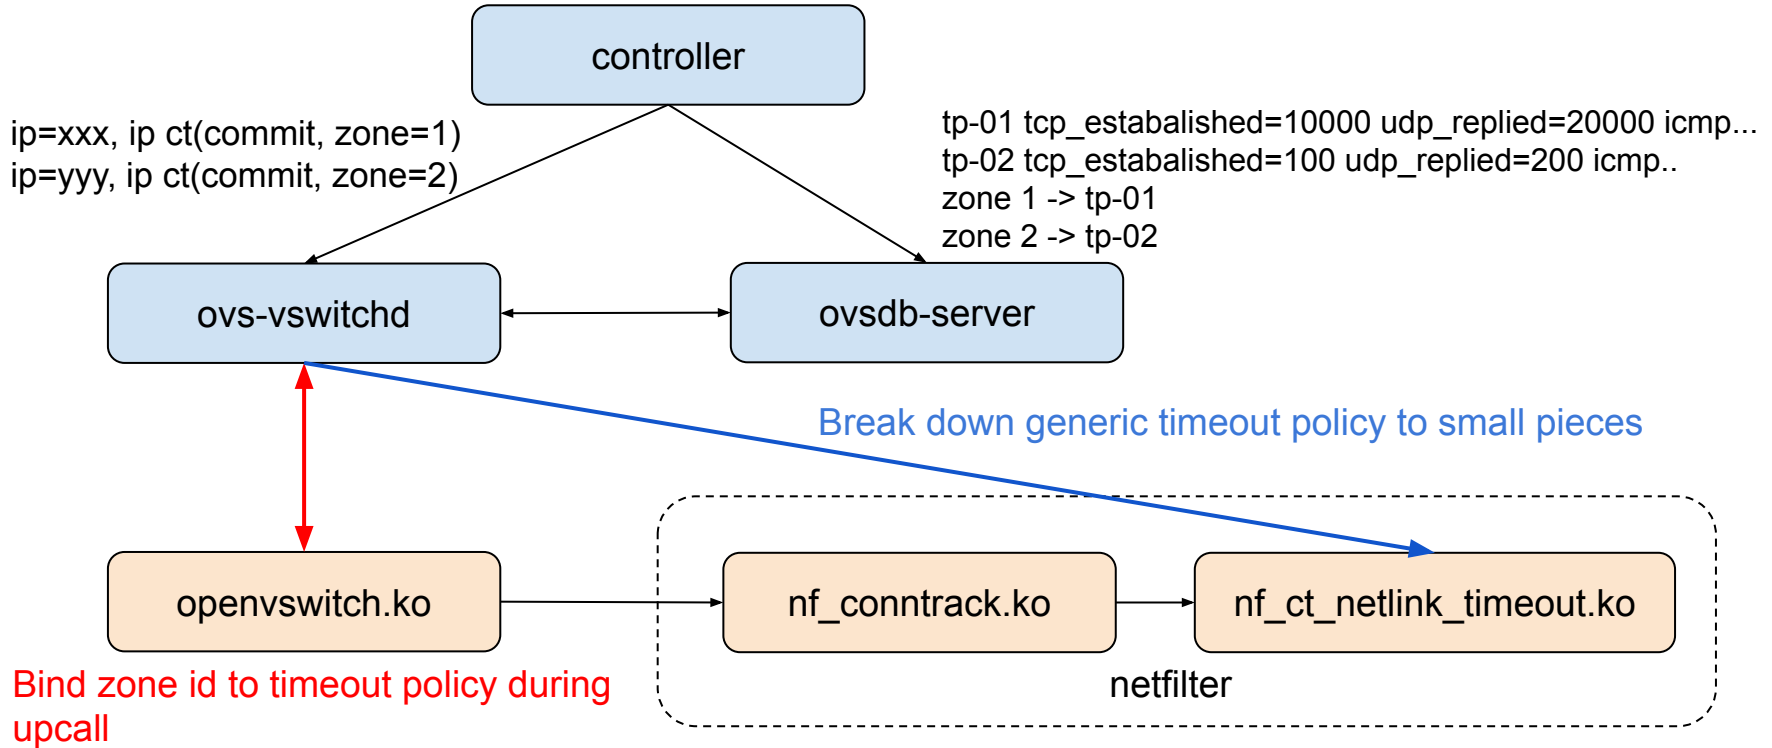 controller
ip=xxx, ip ct(commit, zone=1)
ip=yyy, ip ct(commit, zone=2)
tp-01 tcp_estabalished=10000 udp_replied=20000 icmp...
tp-02 tcp_estabalished=100 udp_replied=200 icmp..
zone 1 -> tp-01
zone 2 -> tp-02
ovs-vswitchd
ovsdb-server
Break down generic timeout policy to small pieces
openvswitch.ko
nf_conntrack.ko
nf_ct_netlink_timeout.ko
Bind zone id to timeout policy during
upcall
netfilter